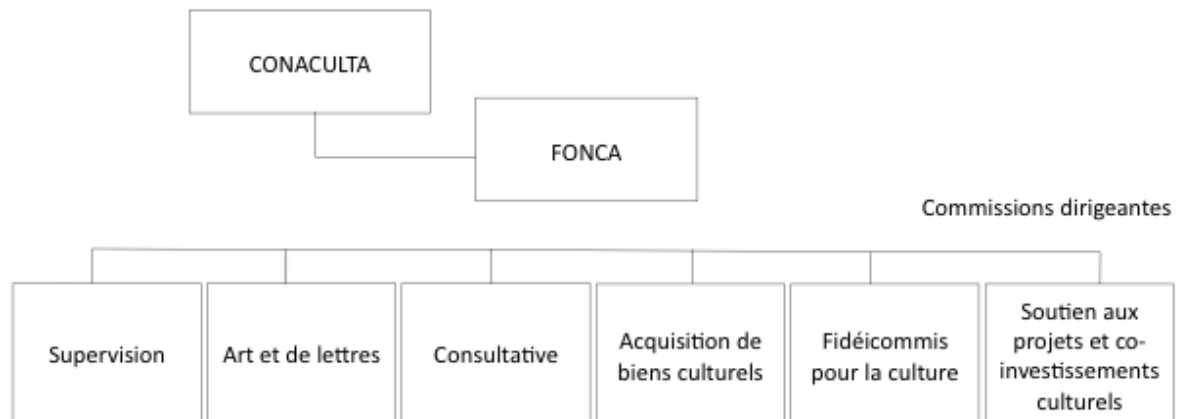 CONACULTA
FONCA
Commissions dirigeantes
Supervision
Art et de lettres
Consultative
Acquisition de
biens culturels
Fidéicommis
pour la culture
Soutien aux
projets et co-
investissements
culturels